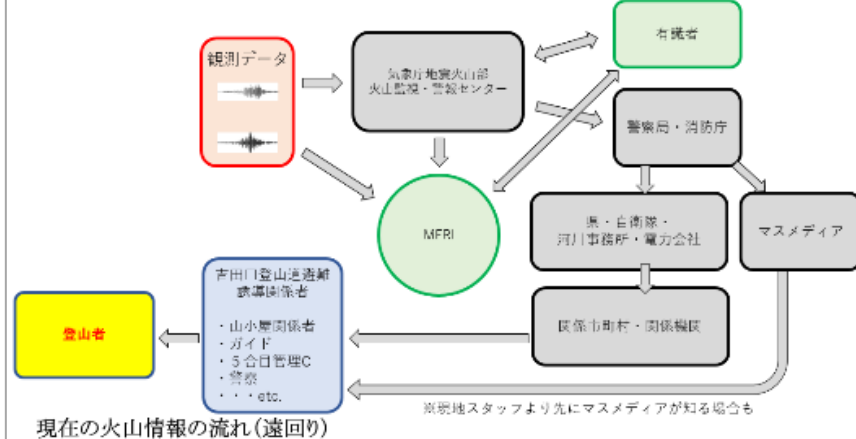 観測データ
気象庁地震火山部
火山監視・警報センター
有識者
警察局・消防庁
MFRI
県・自衛隊・
河川事務所・電力会社
マスメディア
吉田口登山道避難
誘導関係者
・山小屋関係者
・ガイド
・５合目管理C
・警察
・・・etc.
登山者
関係市町村・関係機関
※現地スタッフより先にマスメディアが知る場合も
現在の火山情報の流れ(遠回り)